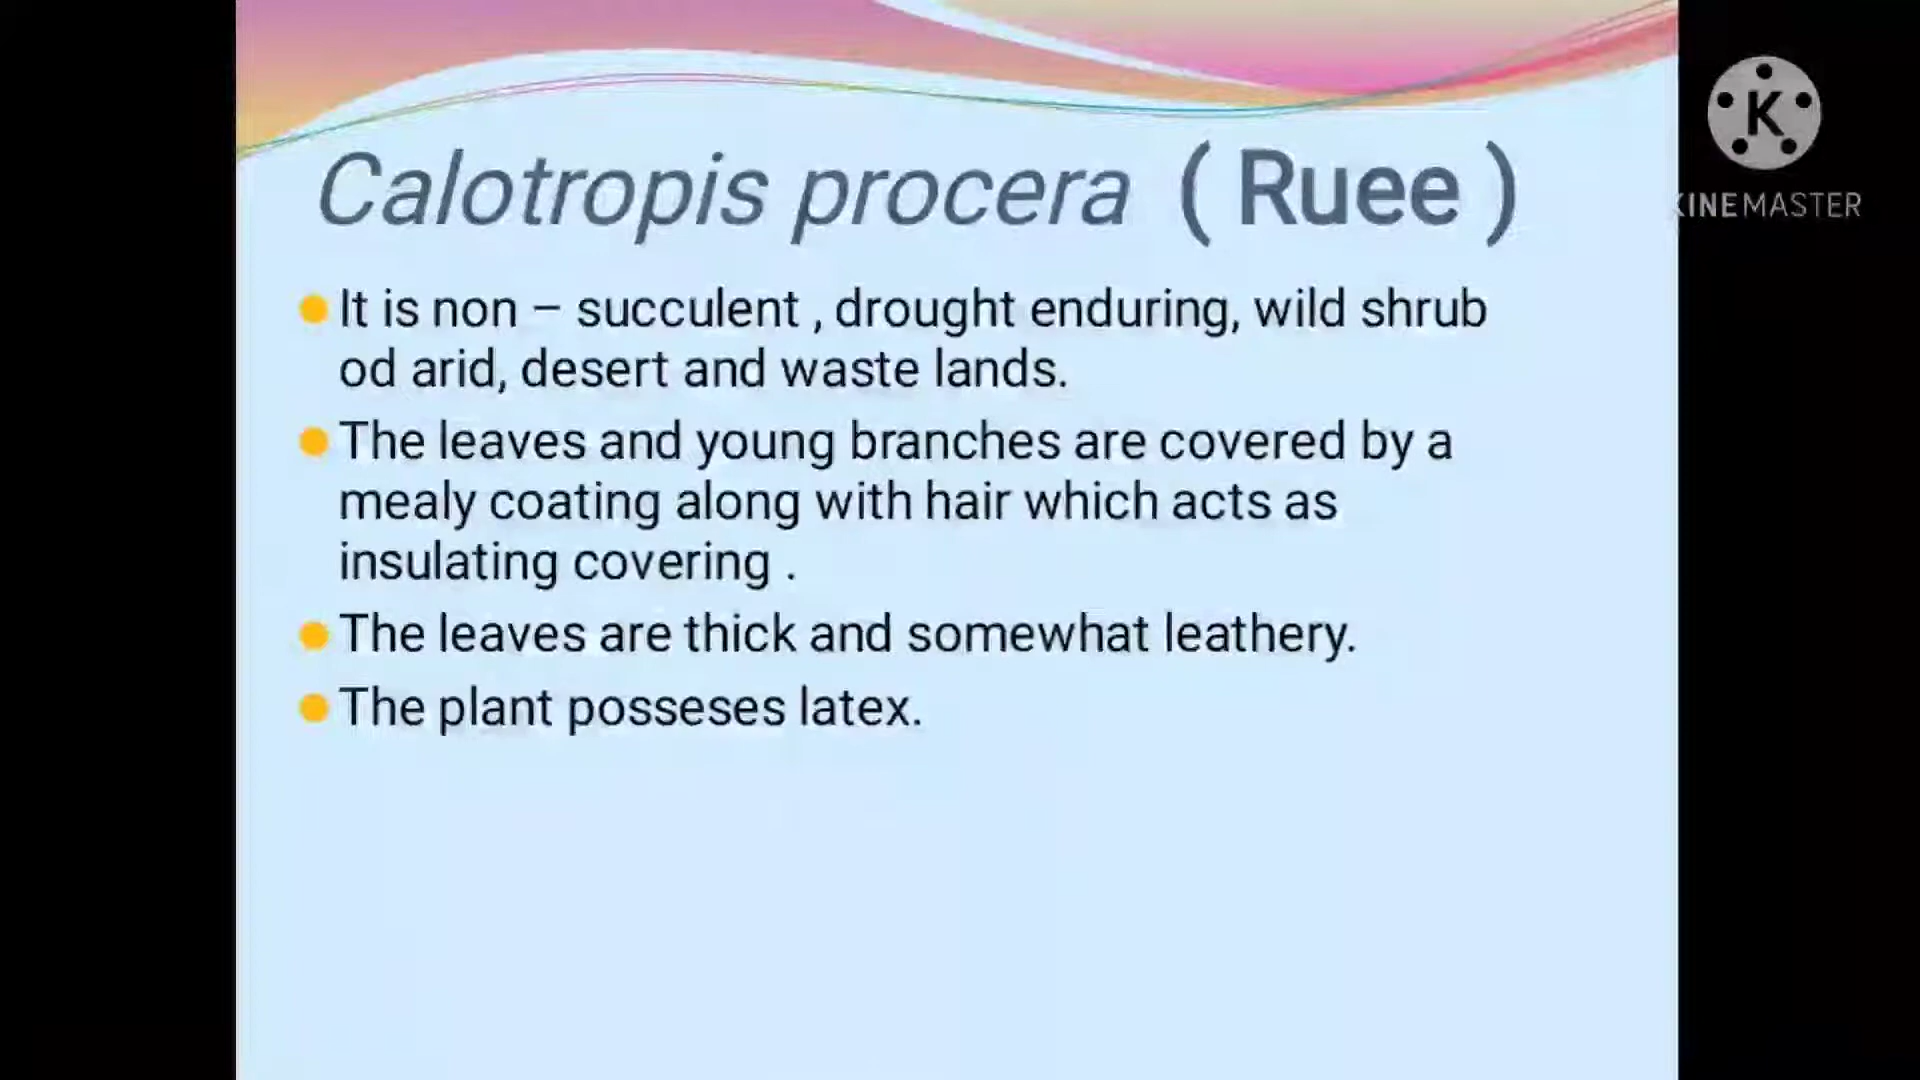 Calotropis procera ( Ruee )
It is non – succulent , drought enduring, wild shrub
od arid, desert and waste lands.
The leaves and young branches are covered by a
mealy coating along with hair which acts as
insulating covering .
The leaves are thick and somewhat leathery.
The plant posseses latex.
K
KINEMASTER